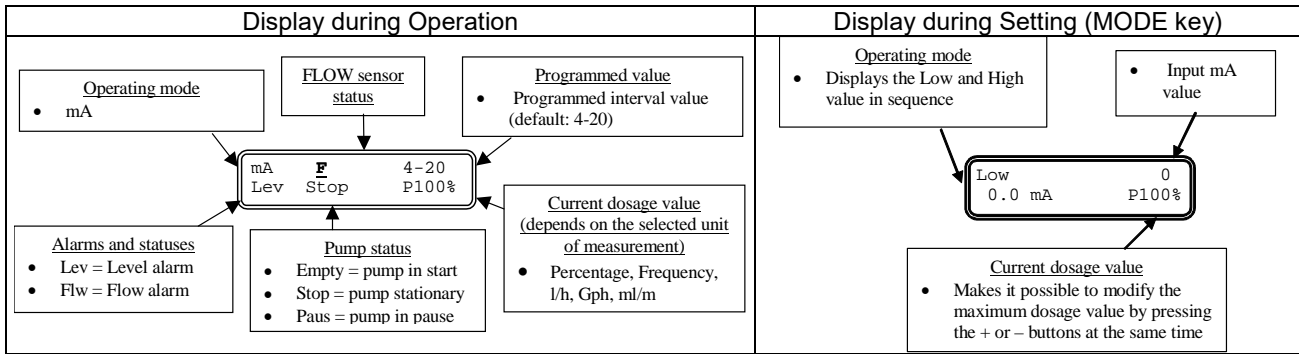 Display during Operation
Display during Setting (MODE key)
Operating mode
• mA
FLOW sensor
status
Programmed value
• Programmed interval value
(default: 4-20)
mA F 4-20
Lev Stop P100%
Alarms and statuses
• Lev = Level alarm
• Flw = Flow alarm
Pump status
• Empty = pump in start
• Stop = pump stationary
• Paus = pump in pause
Current dosage value
(depends on the selected unit
of measurement)
• Percentage, Frequency,
l/h, Gph, ml/m
Operating mode
• Displays the Low and High
value in sequence
• Input mA
value
Low 0
0.0 mA P100%
Current dosage value
• Makes it possible to modify the
maximum dosage value by pressing
the + or – buttons at the same time